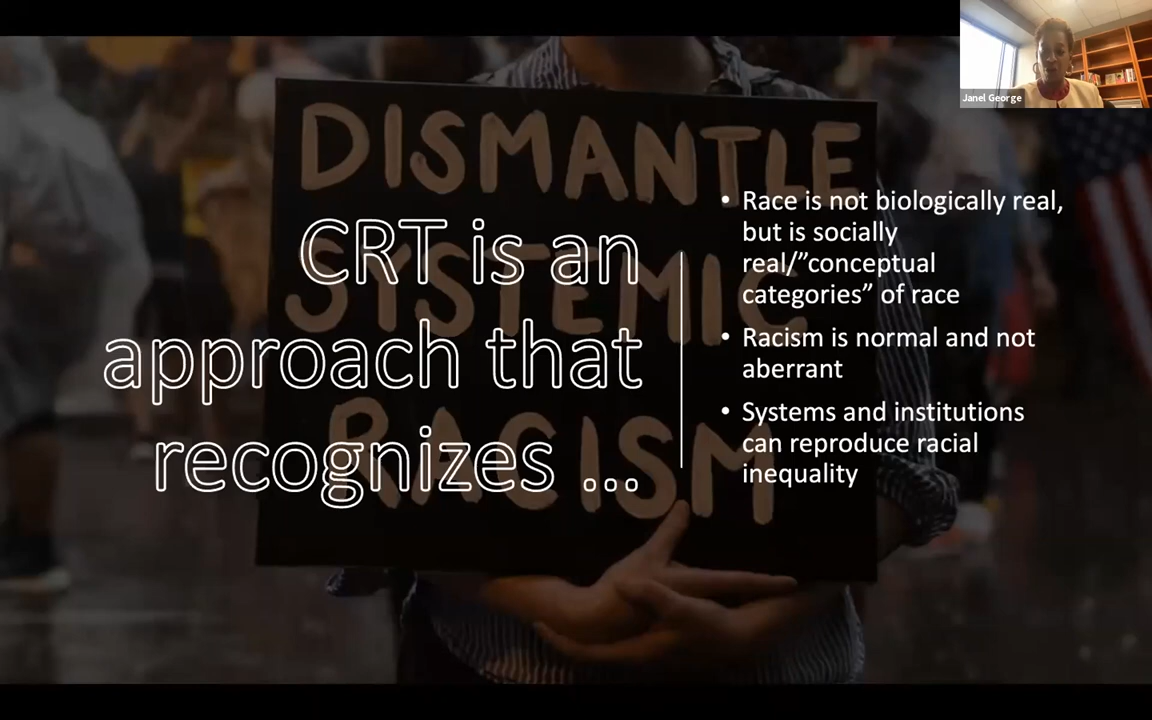 Janel George
DISMANTLE
SYSTEMIC
RACISM
CRT is an
approach that
recognizes ...
• Race is not biologically real,
but is socially
real/”conceptual
categories” of race
• Racism is normal and not
aberrant
• Systems and institutions
can reproduce racial
inequality